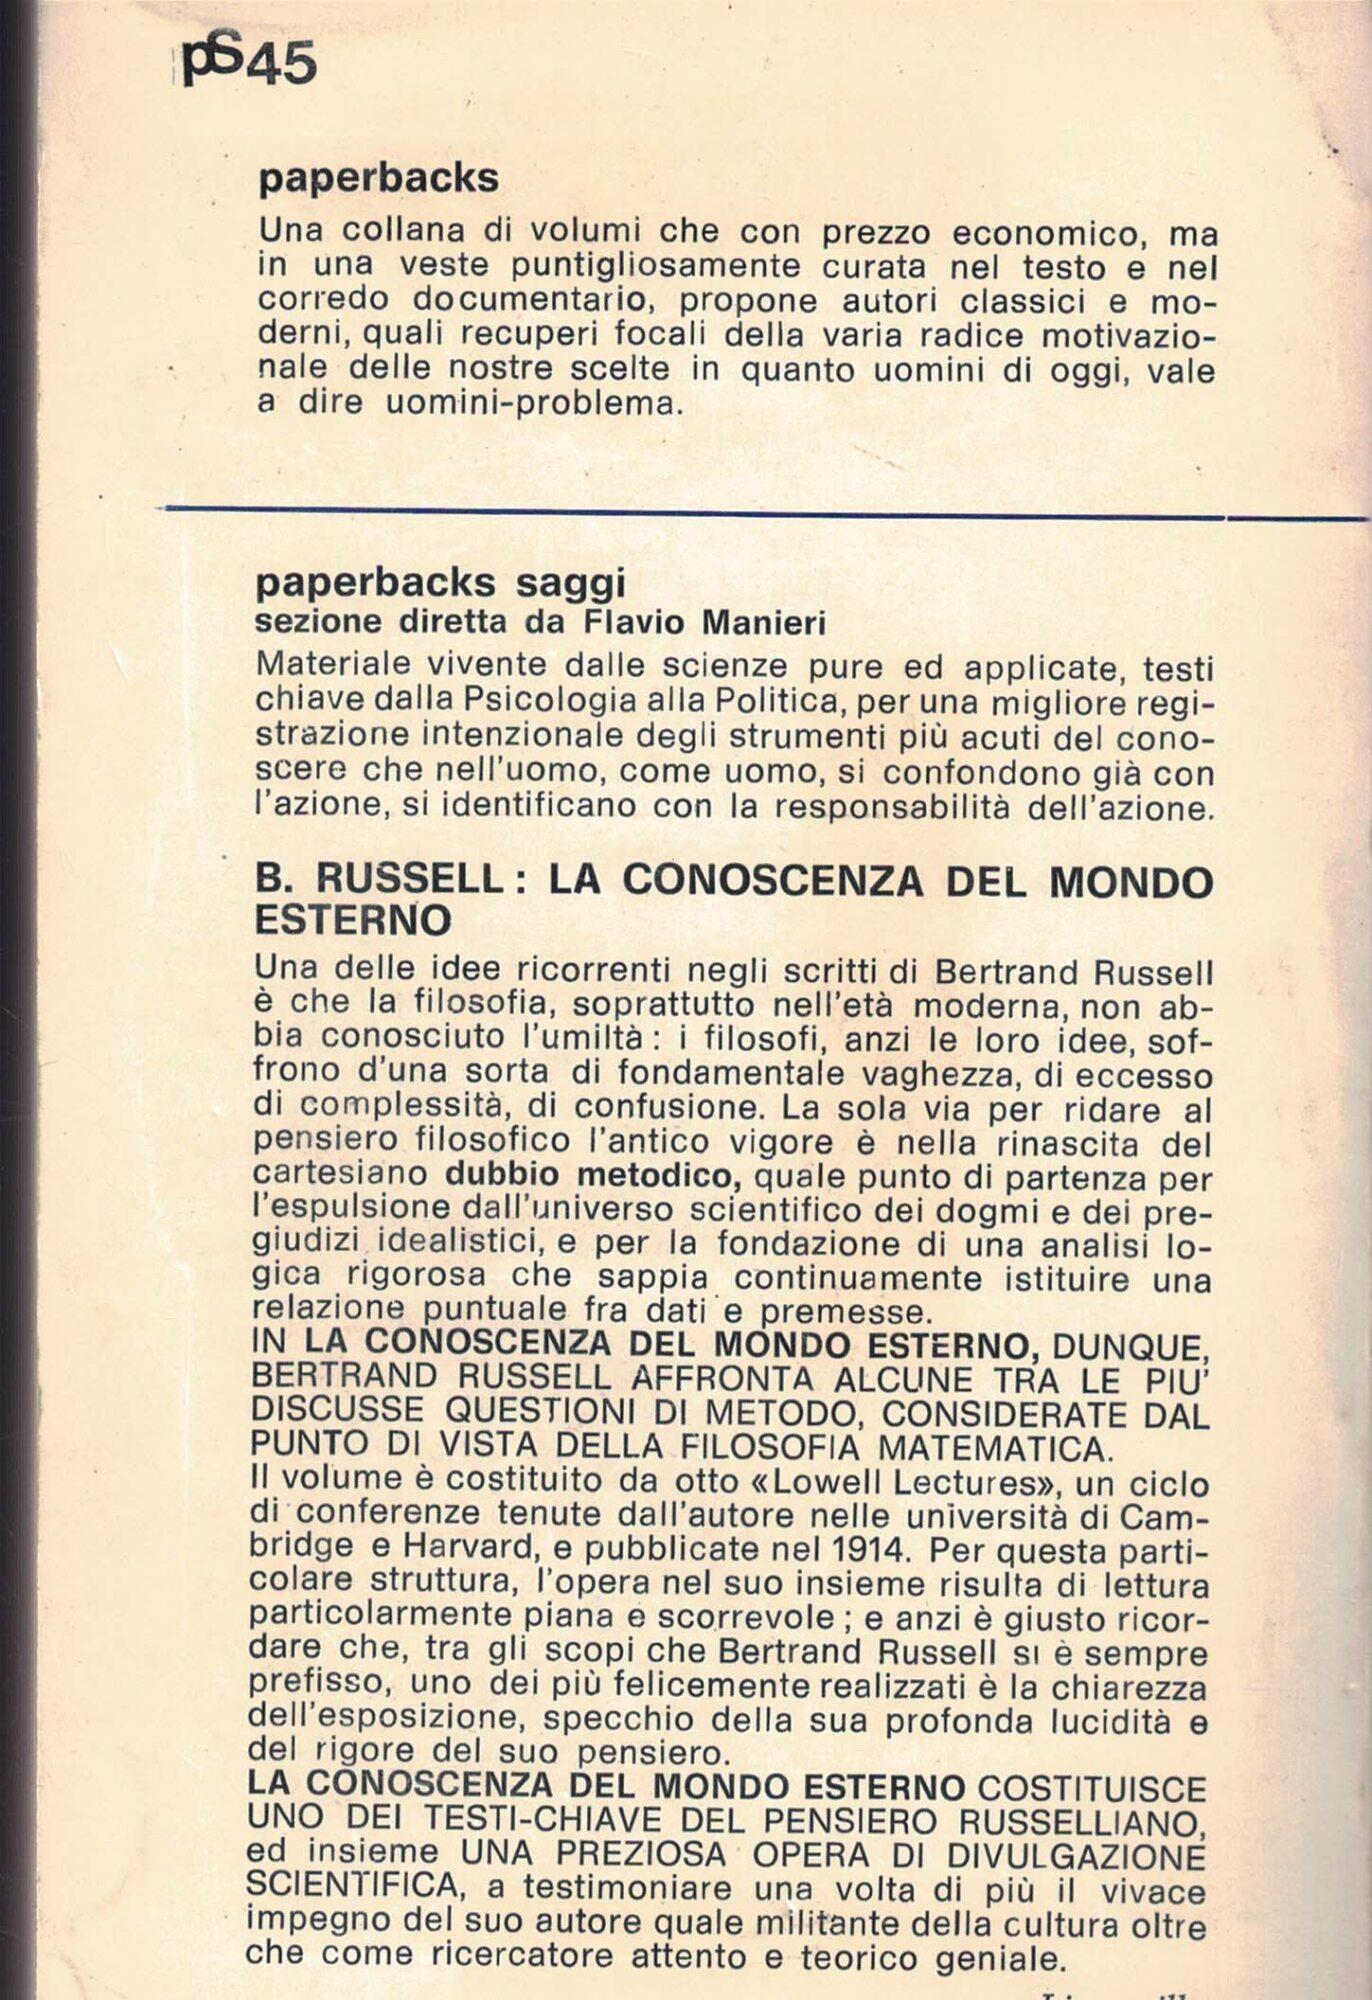 pS45
paperbacks
Una collana di volumi che con prezzo economico, ma
in una veste puntigliosamente curata nel testo e nel
corredo documentario, propone autori classici e mo-
derni, quali recuperi focali della varia radice motivazio-
nale delle nostre scelte in quanto uomini di oggi, vale
a dire uomini-problema.
paperbacks saggi
sezione diretta da Flavio Manieri
Materiale vivente dalle scienze pure ed applicate, testi
chiave dalla Psicologia alla Politica, per una migliore regi-
strazione intenzionale degli strumenti più acuti del cono-
scere che nell'uomo, come uomo, si confondono già con
l'azione, si identificano con la responsabilità dell'azione.
B. RUSSELL: LA CONOSCENZA DEL MONDO
ESTERNO
Una delle idee ricorrenti negli scritti di Bertrand Russell
è che la filosofia, soprattutto nell'età moderna, non ab-
bia conosciuto l'umiltà: i filosofi, anzi le loro idee, sof-
frono d'una sorta di fondamentale vaghezza, di eccesso
di complessità, di confusione. La sola via per ridare al
pensiero filosofico l'antico vigore è nella rinascita del
cartesiano dubbio metodico, quale punto di partenza per
l'espulsione dall'universo scientifico dei dogmi e dei pre-
giudizi idealistici, e per la fondazione di una analisi lo-
gica rigorosa che sappia continuamente istituire una
relazione puntuale fra dati e premesse.
IN LA CONOSCENZA DEL MONDO ESTERNO, DUNQUE,
BERTRAND RUSSELL AFFRONTA ALCUNE TRA LE PIU'
DISCUSSE QUESTIONI DI METODO, CONSIDERATE DAL
PUNTO DI VISTA DELLA FILOSOFIA MATEMATICA.
Il volume è costituito da otto «Lowell Lectures», un ciclo
di conferenze tenute dall'autore nelle università di Cam-
bridge e Harvard, e pubblicate nel 1914. Per questa parti-
colare struttura, l'opera nel suo insieme risulta di lettura
particolarmente piana e scorrevole; e anzi è giusto ricor-
dare che, tra gli scopi che Bertrand Russell si è sempre
prefisso, uno dei più felicemente realizzati è la chiarezza
dell'esposizione, specchio della sua profonda lucidità e
del rigore del suo pensiero.
LA CONOSCENZA DEL MONDO ESTERNO COSTITUISCE
UNO DEI TESTI-CHIAVE DEL PENSIERO RUSSELLIANO,
ed insieme UNA PREZIOSA OPERA DI DIVULGAZIONE
SCIENTIFICA, a testimoniare una volta di più il vivace
impegno del suo autore quale militante della cultura oltre
che come ricercatore attento e teorico geniale.